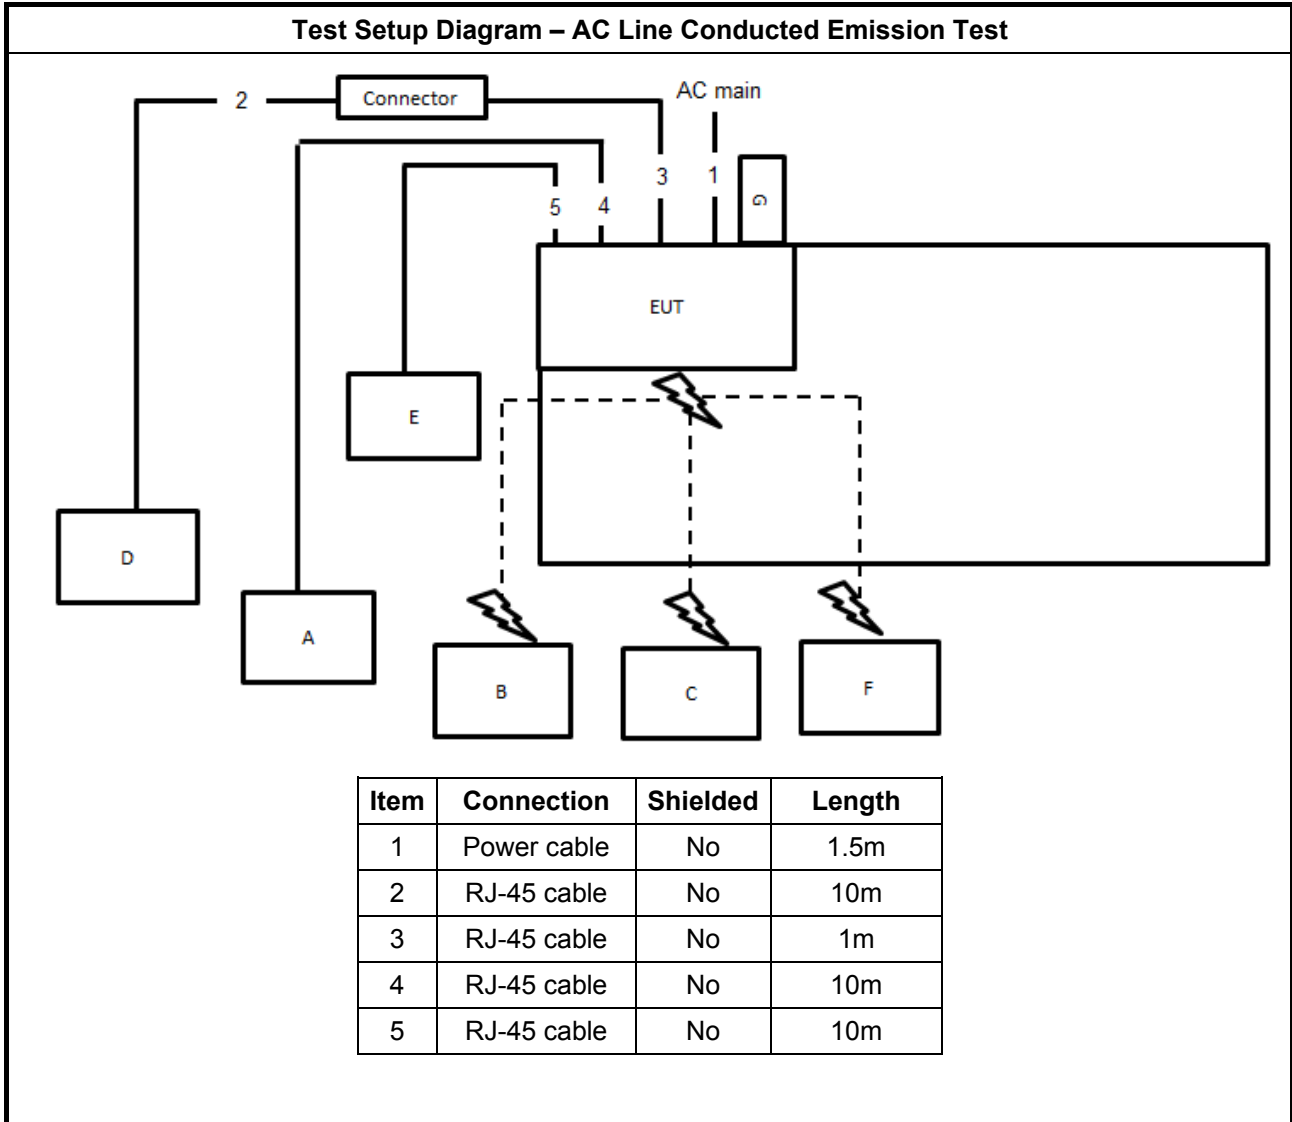 Test Setup Diagram – AC Line Conducted Emission Test
2
Connector
AC main
3
1
G
5
4
EUT
E
D
A
B
C
F
Item Connection Shielded Length
1 Power cable No 1.5m
2 RJ-45 cable No 10m
3 RJ-45 cable No 1m
4 RJ-45 cable No 10m
5 RJ-45 cable No 10m